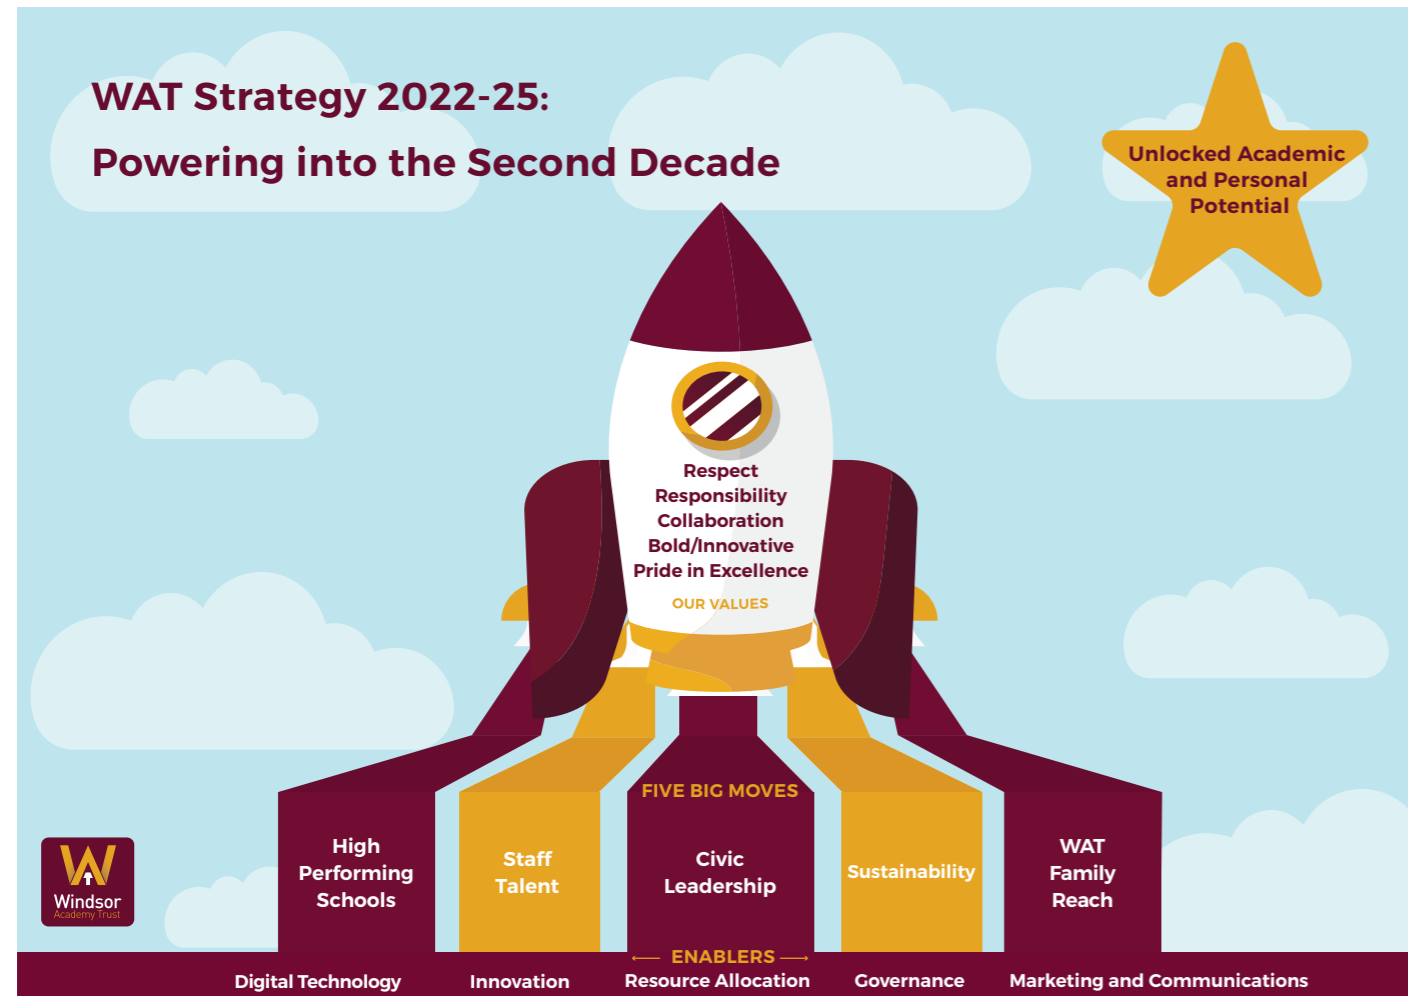 WAT Strategy 2022-25:
Powering into the Second Decade
Unlocked Academic
and Personal
Potential
Respect
Responsibility
Collaboration
Bold/Innovative
Pride in Excellence
OUR VALUES
FIVE BIG MOVES
High
Performing
Schools
Staff
Talent
Civic
Leadership
Sustainability
WAT
Family
Reach
W
Windsor
Academy Trust
ENABLERS
Digital Technology
Innovation
Resource Allocation
Governance
Marketing and Communications